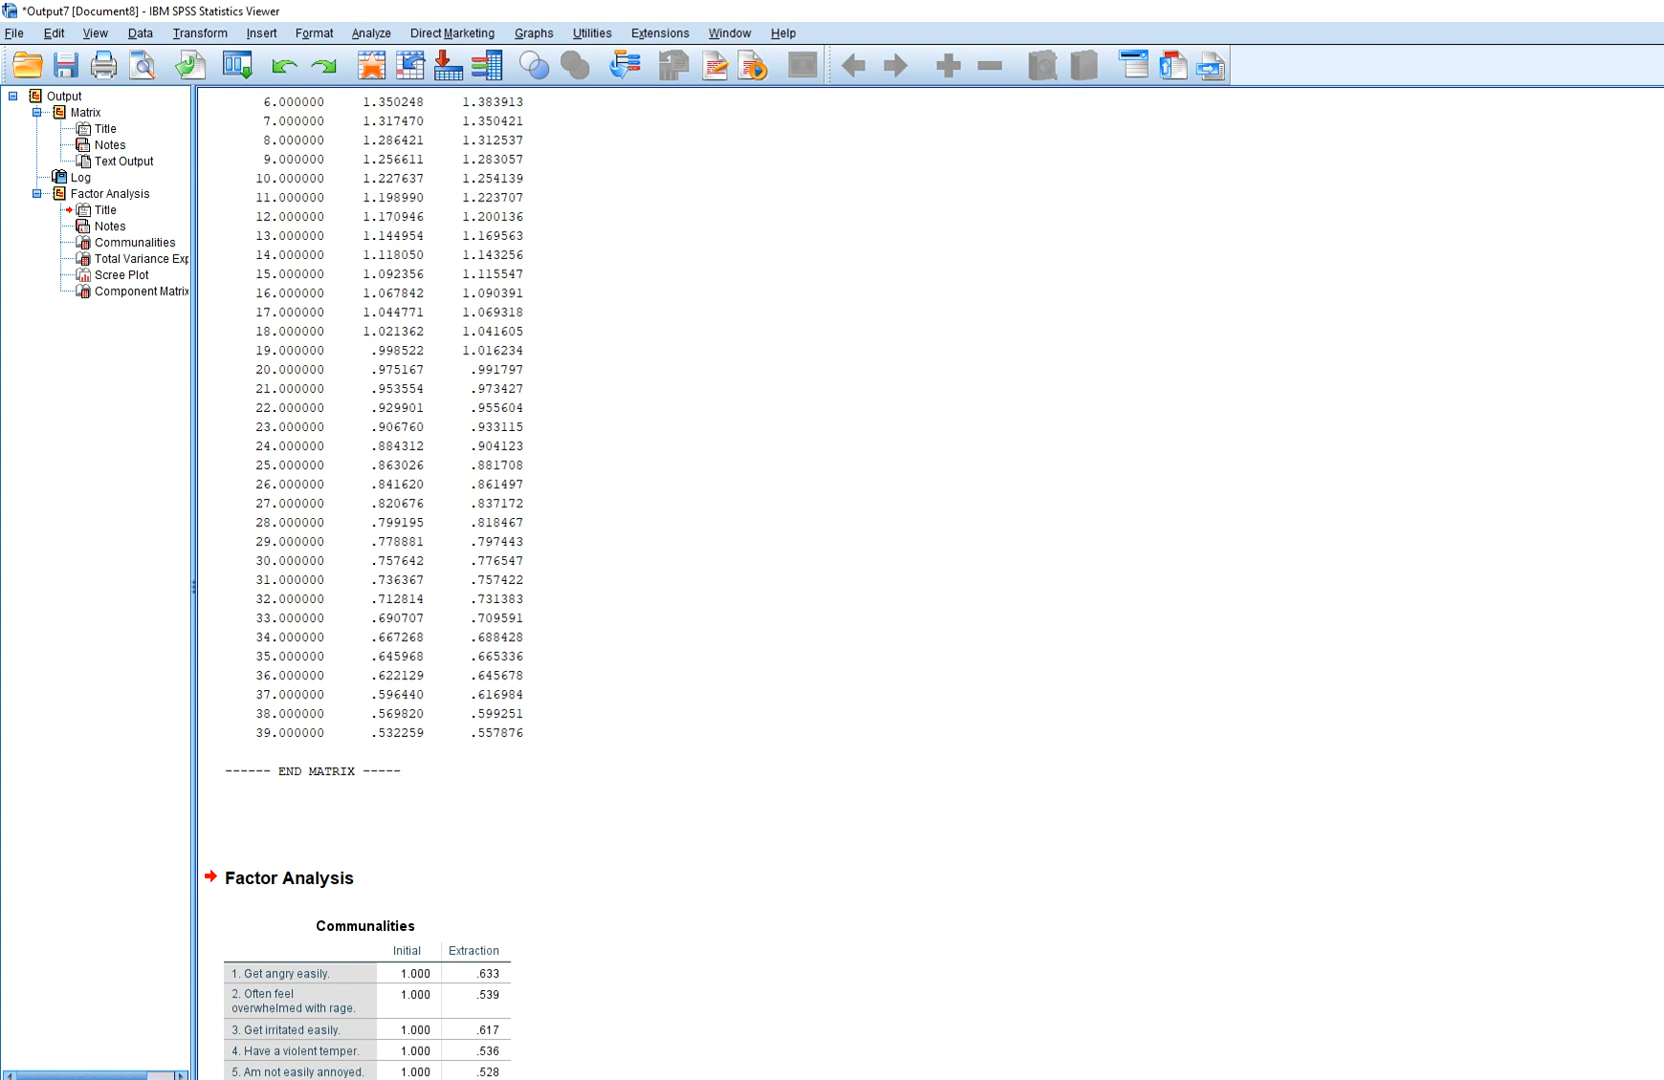 *Output7 [Document8] - IBM SPSS Statistics Viewer
File Edit View Data Transform Insert Format Analyze Direct Marketing Graphs Utilities Extensions Window Help
Output
Matrix
Title
Notes
Text Output
Log
Factor Analysis
Title
Notes
Communalities
Total Variance Exp
Scree Plot
Component Matrix
6.000000 1.350248 1.383913
7.000000 1.317470 1.350421
8.000000 1.286421 1.312537
9.000000 1.256611 1.283057
10.000000 1.227637 1.254139
11.000000 1.198990 1.223707
12.000000 1.170946 1.200136
13.000000 1.144954 1.169563
14.000000 1.118050 1.143256
15.000000 1.092356 1.115547
16.000000 1.067842 1.090391
17.000000 1.044771 1.069318
18.000000 1.021362 1.041605
19.000000 .998522 1.016234
20.000000 .975167 .991797
21.000000 .953554 .973427
22.000000 .929901 .955604
23.000000 .906760 .933115
24.000000 .884312 .904123
25.000000 .863026 .881708
26.000000 .841620 .861497
27.000000 .820676 .837172
28.000000 .799195 .818467
29.000000 .778881 .797443
30.000000 .757642 .776547
31.000000 .736367 .757422
32.000000 .712814 .731383
33.000000 .690707 .709591
34.000000 .667268 .688428
35.000000 .645968 .665336
36.000000 .622129 .645678
37.000000 .596440 .616984
38.000000 .569820 .599251
39.000000 .532259 .557876
------ END MATRIX -----
Factor Analysis
Communalities
Initial Extraction
1. Get angry easily. 1.000 .633
2. Often feel
overwhelmed with rage. 1.000 .539
3. Get irritated easily. 1.000 .617
4. Have a violent temper. 1.000 .536
5. Am not easily annoyed. 1.000 .528